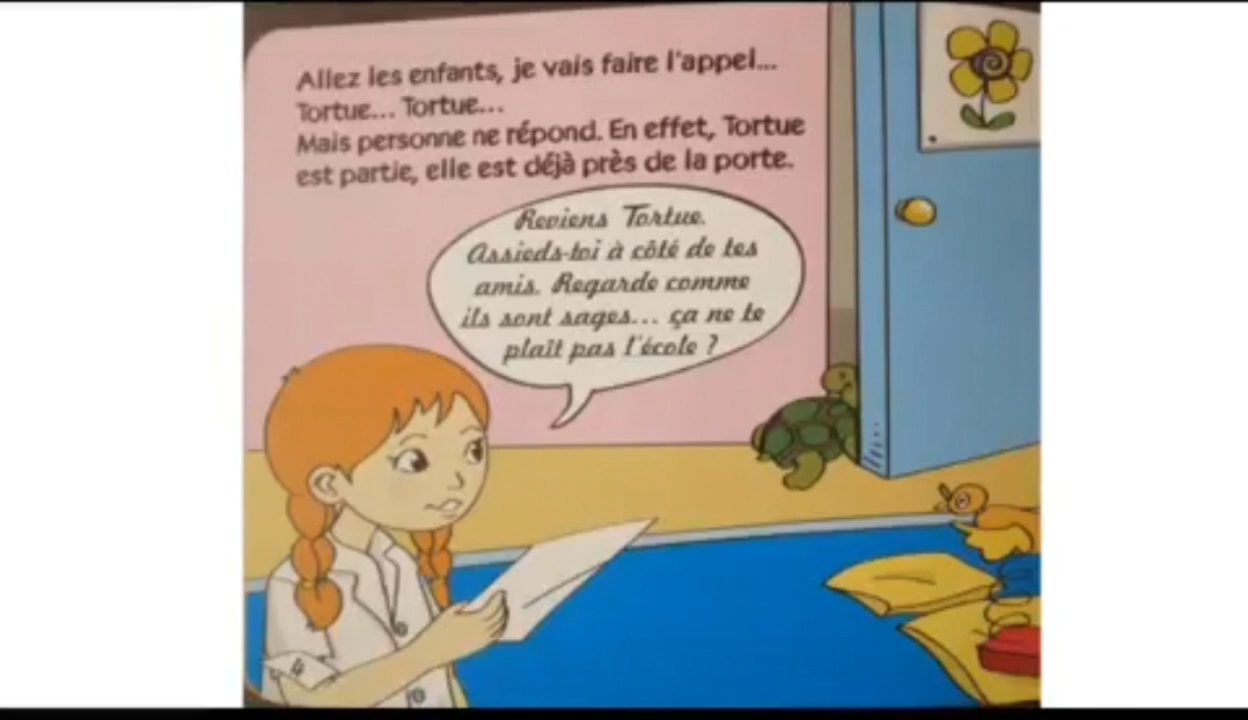 Allez les enfants, je vais faire l'appel...
Tortue... Tortue...
Mais personne ne répond. En effet, Tortue
est partie, elle est déjà près de la porte.
Reviens Tortue.
Assieds-toi à côté de tes
amis. Regarde comme
ils sont sages... ça ne te
plaît pas l'école ?
4